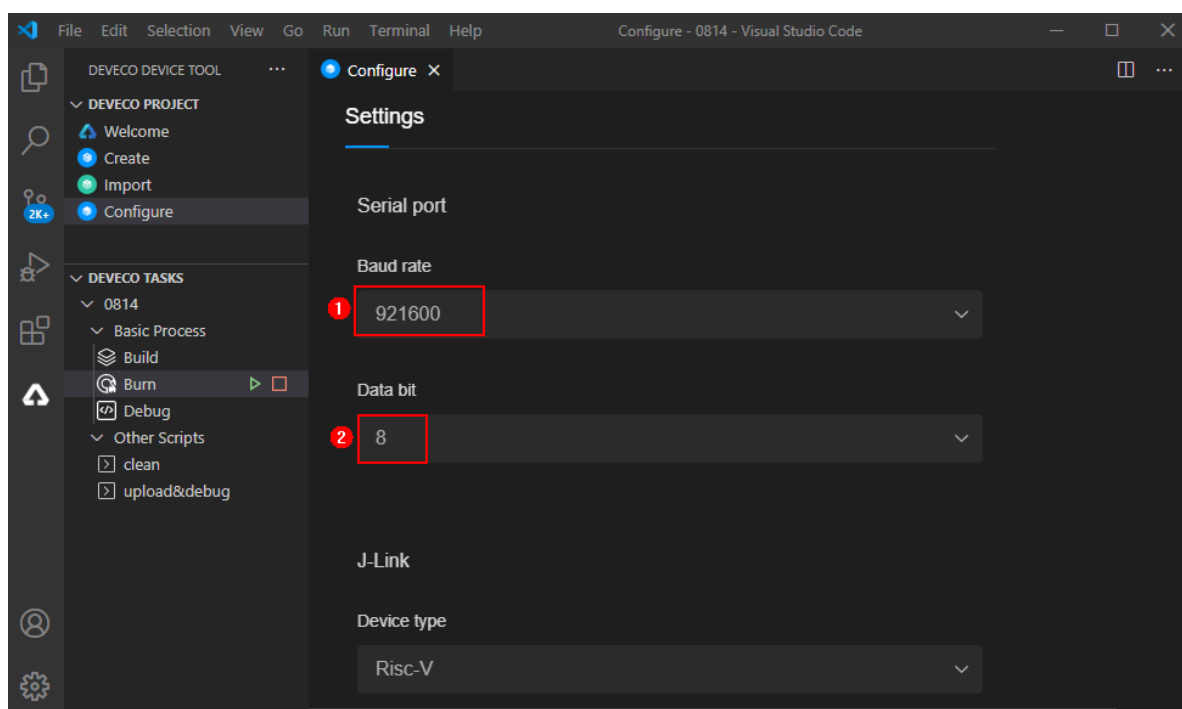 File Edit Selection View Go Run Terminal Help Configure - 0814 - Visual Studio Code
DEVECO DEVICE TOOL ...
DEVECO PROJECT
Welcome
Create
Import
Configure
2K+
DEVECO TASKS
0814
Basic Process
Build
Burn
Debug
Other Scripts
clean
upload&debug
Configure
Settings
Serial port
Baud rate
1 921600
Data bit
2 8
J-Link
Device type
Risc-V